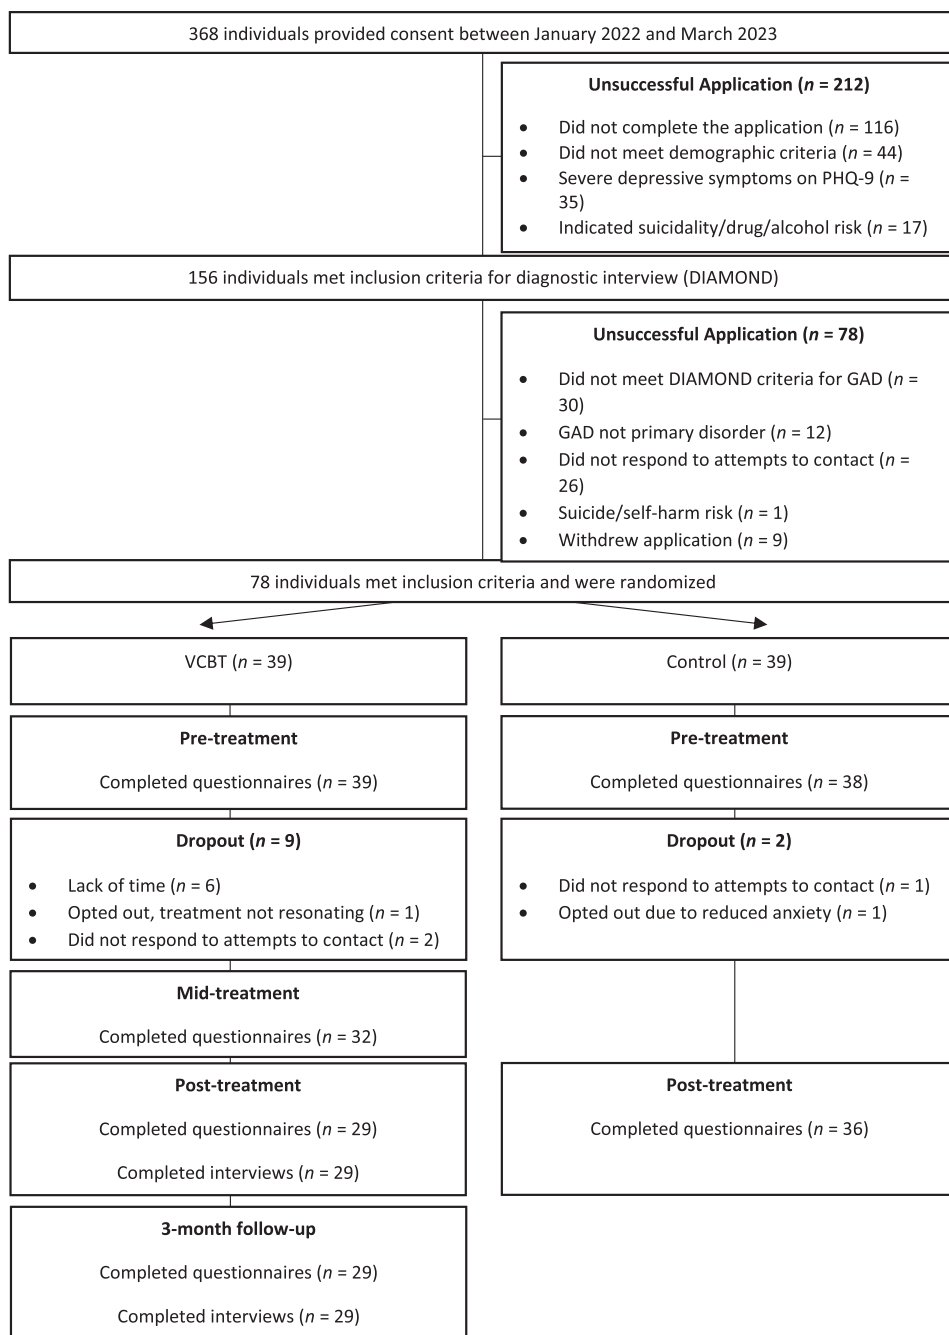 368 individuals provided consent between January 2022 and March 2023
Unsuccessful Application (n = 212)
• Did not complete the application (n = 116)
• Did not meet demographic criteria (n = 44)
• Severe depressive symptoms on PHQ-9 (n =
35)
• Indicated suicidality/drug/alcohol risk (n = 17)
156 individuals met inclusion criteria for diagnostic interview (DIAMOND)
Unsuccessful Application (n = 78)
• Did not meet DIAMOND criteria for GAD (n =
30)
• GAD not primary disorder (n = 12)
• Did not respond to attempts to contact (n =
26)
• Suicide/self-harm risk (n = 1)
• Withdrew application (n = 9)
78 individuals met inclusion criteria and were randomized
VCBT (n = 39)
Control (n = 39)
Pre-treatment
Completed questionnaires (n = 39)
Pre-treatment
Completed questionnaires (n = 38)
Dropout (n = 9)
• Lack of time (n = 6)
• Opted out, treatment not resonating (n = 1)
• Did not respond to attempts to contact (n = 2)
Dropout (n = 2)
• Did not respond to attempts to contact (n = 1)
• Opted out due to reduced anxiety (n = 1)
Mid-treatment
Completed questionnaires (n = 32)
Post-treatment
Completed questionnaires (n = 29)
Completed interviews (n = 29)
Post-treatment
Completed questionnaires (n = 36)
3-month follow-up
Completed questionnaires (n = 29)
Completed interviews (n = 29)